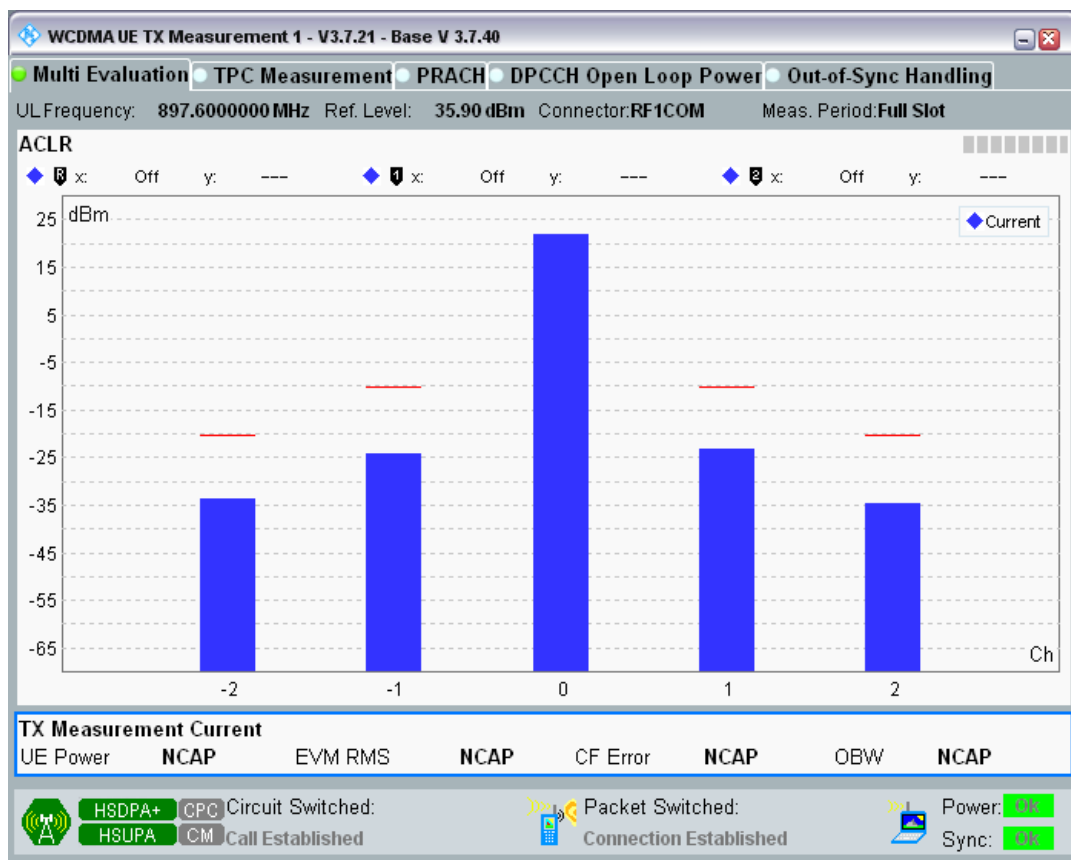 WCDMA UE TX Measurement 1 - V3.7.21 - Base V 3.7.40
Multi Evaluation TPC Measurement PRACH DPCCH Open Loop Power Out-of-Sync Handling
UL Frequency: 897.6000000 MHz Ref. Level: 35.90 dBm Connector:RF1COM Meas. Period:Full Slot
ACLR
R x: Off y: --- 1 x: Off y: --- 2 x: Off y: ---
25 dBm
Current
15
5
-5
-15
-25
-35
-45
-55
-65
Ch
-2 -1 0 1 2
TX Measurement Current
UE Power NCAP EVM RMS NCAP CF Error NCAP OBW NCAP
HSDPA+ CPC Circuit Switched: Packet Switched: Power: OK
HSUPA CM Call Established Connection Established Sync: OK